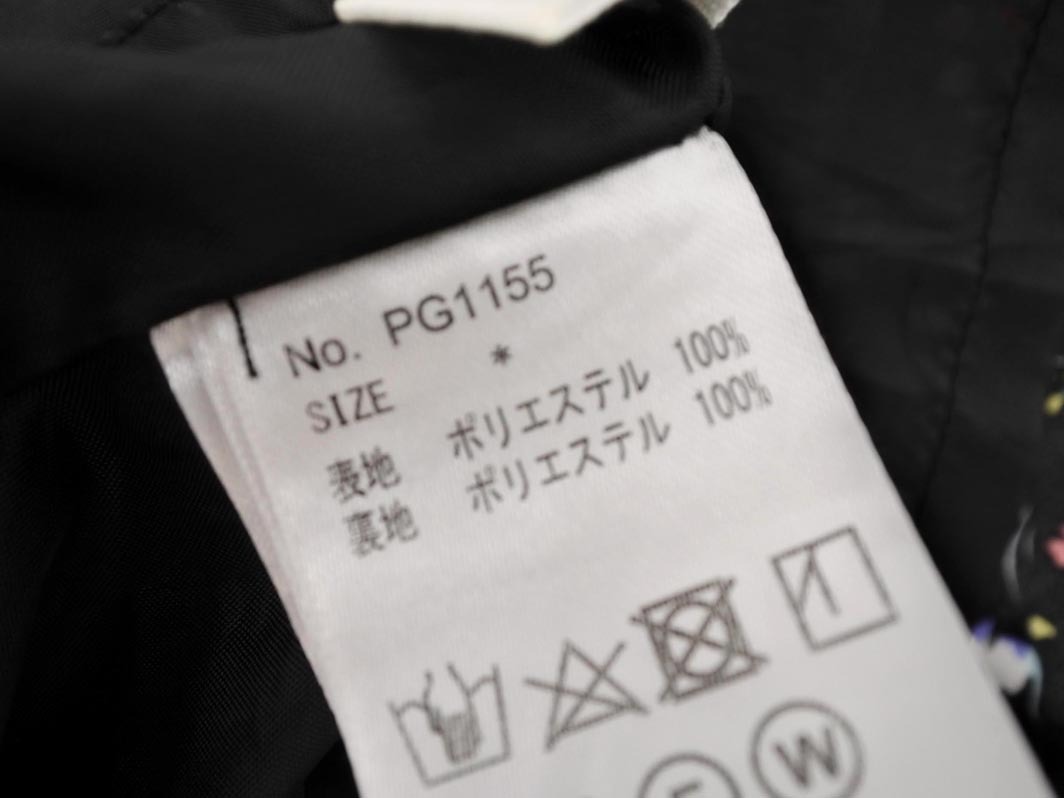 No. PG1155
SIZE *
表地 ポリエステル 100%
裏地 ポリエステル 100%
F W